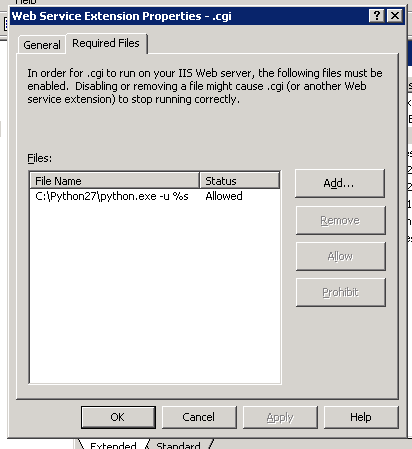 Help
Web Service Extension Properties - .cgi
General
Required Files
In order for .cgi to run on your IIS Web server, the following files must be
enabled. Disabling or removing a file might cause .cgi (or another Web
service extension) to stop running correctly.
Files:
File Name Status
C:\Python27\python.exe -u %s Allowed
Add...
Remove
Allow
Prohibit
OK Cancel Apply Help
Extended Standard